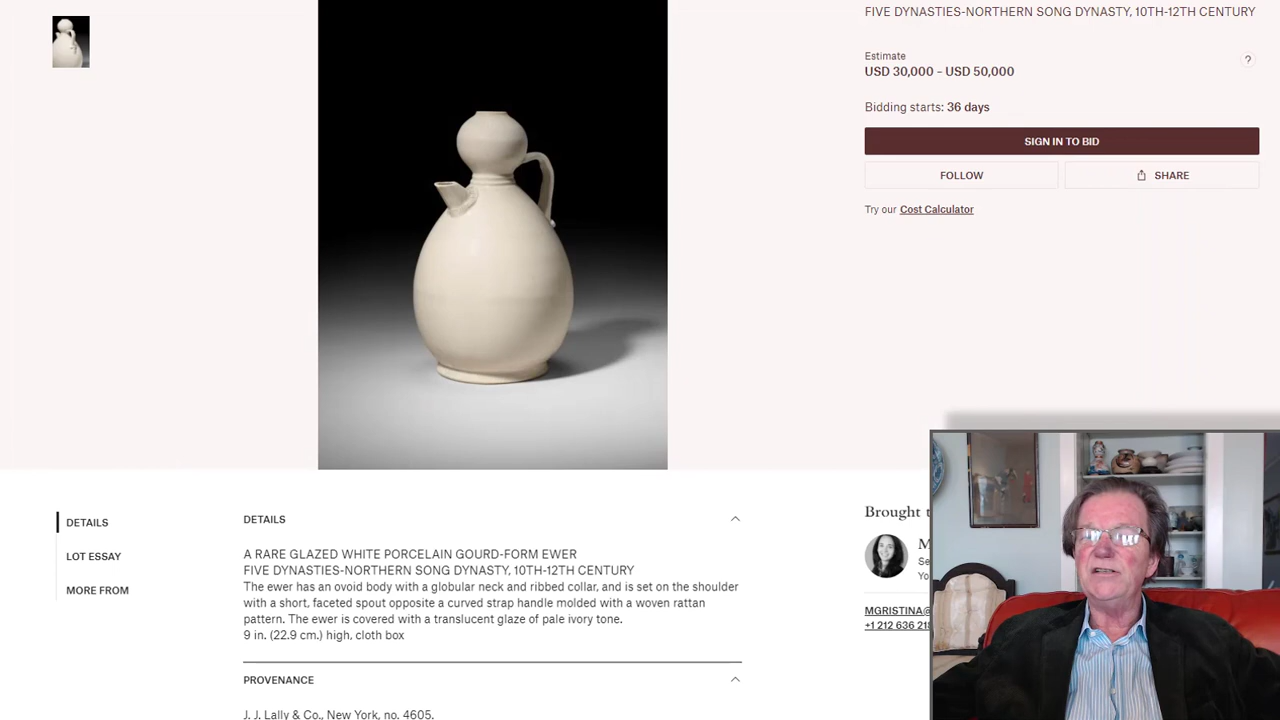 FIVE DYNASTIES-NORTHERN SONG DYNASTY, 10TH-12TH CENTURY
Estimate
USD 30,000 – USD 50,000
?
Bidding starts: 36 days
SIGN IN TO BID
FOLLOW
SHARE
Try our Cost Calculator
DETAILS
LOT ESSAY
MORE FROM
DETAILS
A RARE GLAZED WHITE PORCELAIN GOURD-FORM EWER
FIVE DYNASTIES-NORTHERN SONG DYNASTY, 10TH-12TH CENTURY
The ewer has an ovoid body with a globular neck and ribbed collar, and is set on the shoulder
with a short, faceted spout opposite a curved strap handle molded with a woven rattan
pattern. The ewer is covered with a translucent glaze of pale ivory tone.
9 in. (22.9 cm.) high, cloth box
PROVENANCE
J. J. Lally & Co., New York, no. 4605.
Brought
MGRISTINA@
+1 212 636